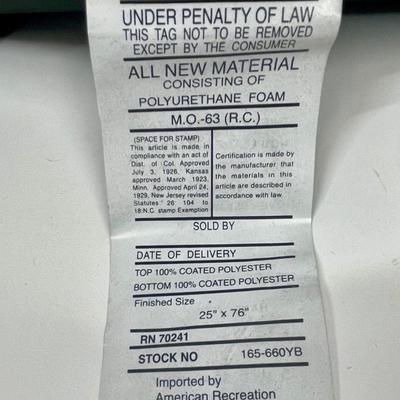 UNDER PENALTY OF LAW
THIS TAG NOT TO BE REMOVED
EXCEPT BY THE CONSUMER
ALL NEW MATERIAL
CONSISTING OF
POLYURETHANE FOAM
M.O.-63 (R.C.)
(SPACE FOR STAMP)
This article is made in
compliance with an act of
Dist. of Col. Approved
July 3, 1926, Kansas
approved March 1923,
Minn. Approved April 24,
1929, New Jersey revised
Statutes 26: 104 to
18:N.C. stamp Exemption
Certification is made by
the manufacturer that
the materials in this
article are described in
accordance with law.
SOLD BY
DATE OF DELIVERY
TOP 100% COATED POLYESTER
BOTTOM 100% COATED POLYESTER
Finished Size
25" x 76"
RN 70241
STOCK NO 165-660YB
Imported by
American Recreation